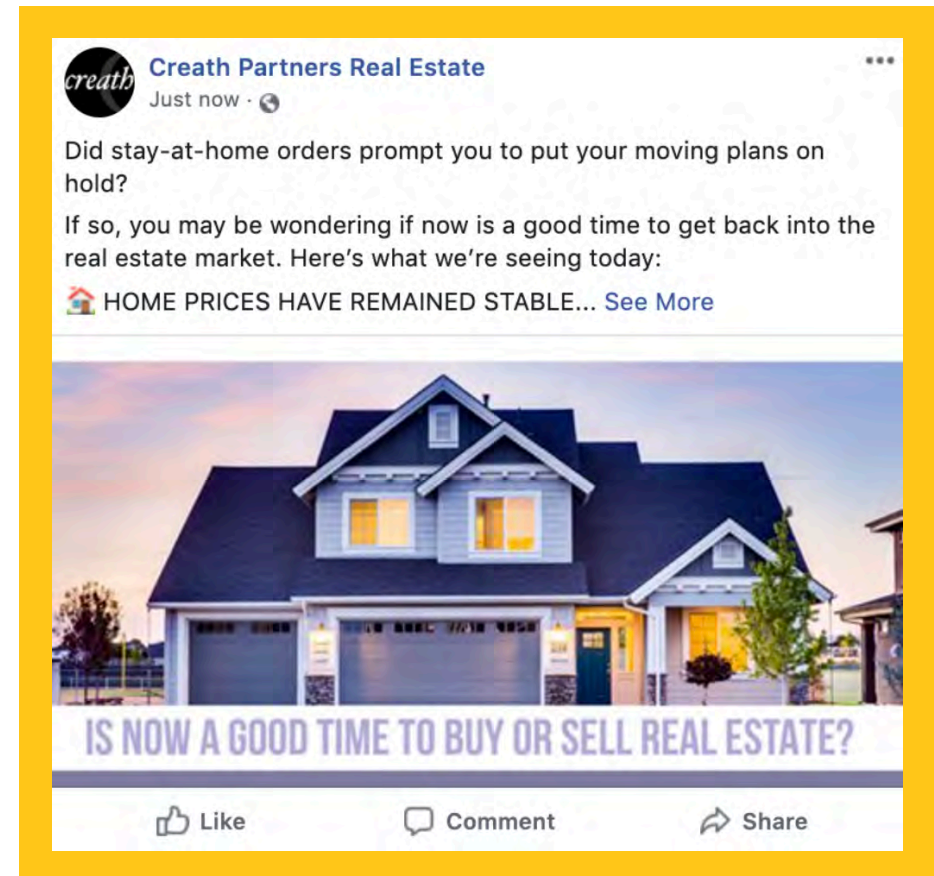 creath
Creath Partners Real Estate
Just now ·
Did stay-at-home orders prompt you to put your moving plans on
hold?
If so, you may be wondering if now is a good time to get back into the
real estate market. Here’s what we’re seeing today:
🏠 HOME PRICES HAVE REMAINED STABLE... See More
IS NOW A GOOD TIME TO BUY OR SELL REAL ESTATE?
Like Comment Share